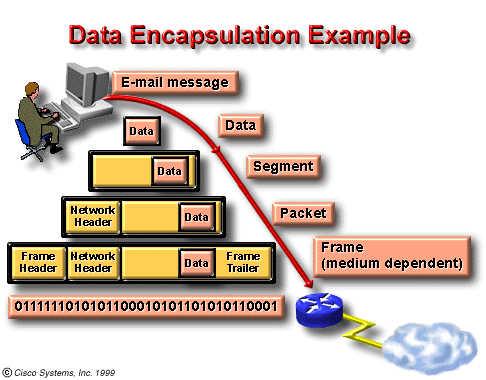 Data Encapsulation Example
E-mail message
Data
Data
Data
Segment
Network Header
Data
Packet
Frame Header
Network Header
Data
Frame Trailer
Frame
(medium dependent)
0111111010101100010101101010110001
© Cisco Systems, Inc. 1999